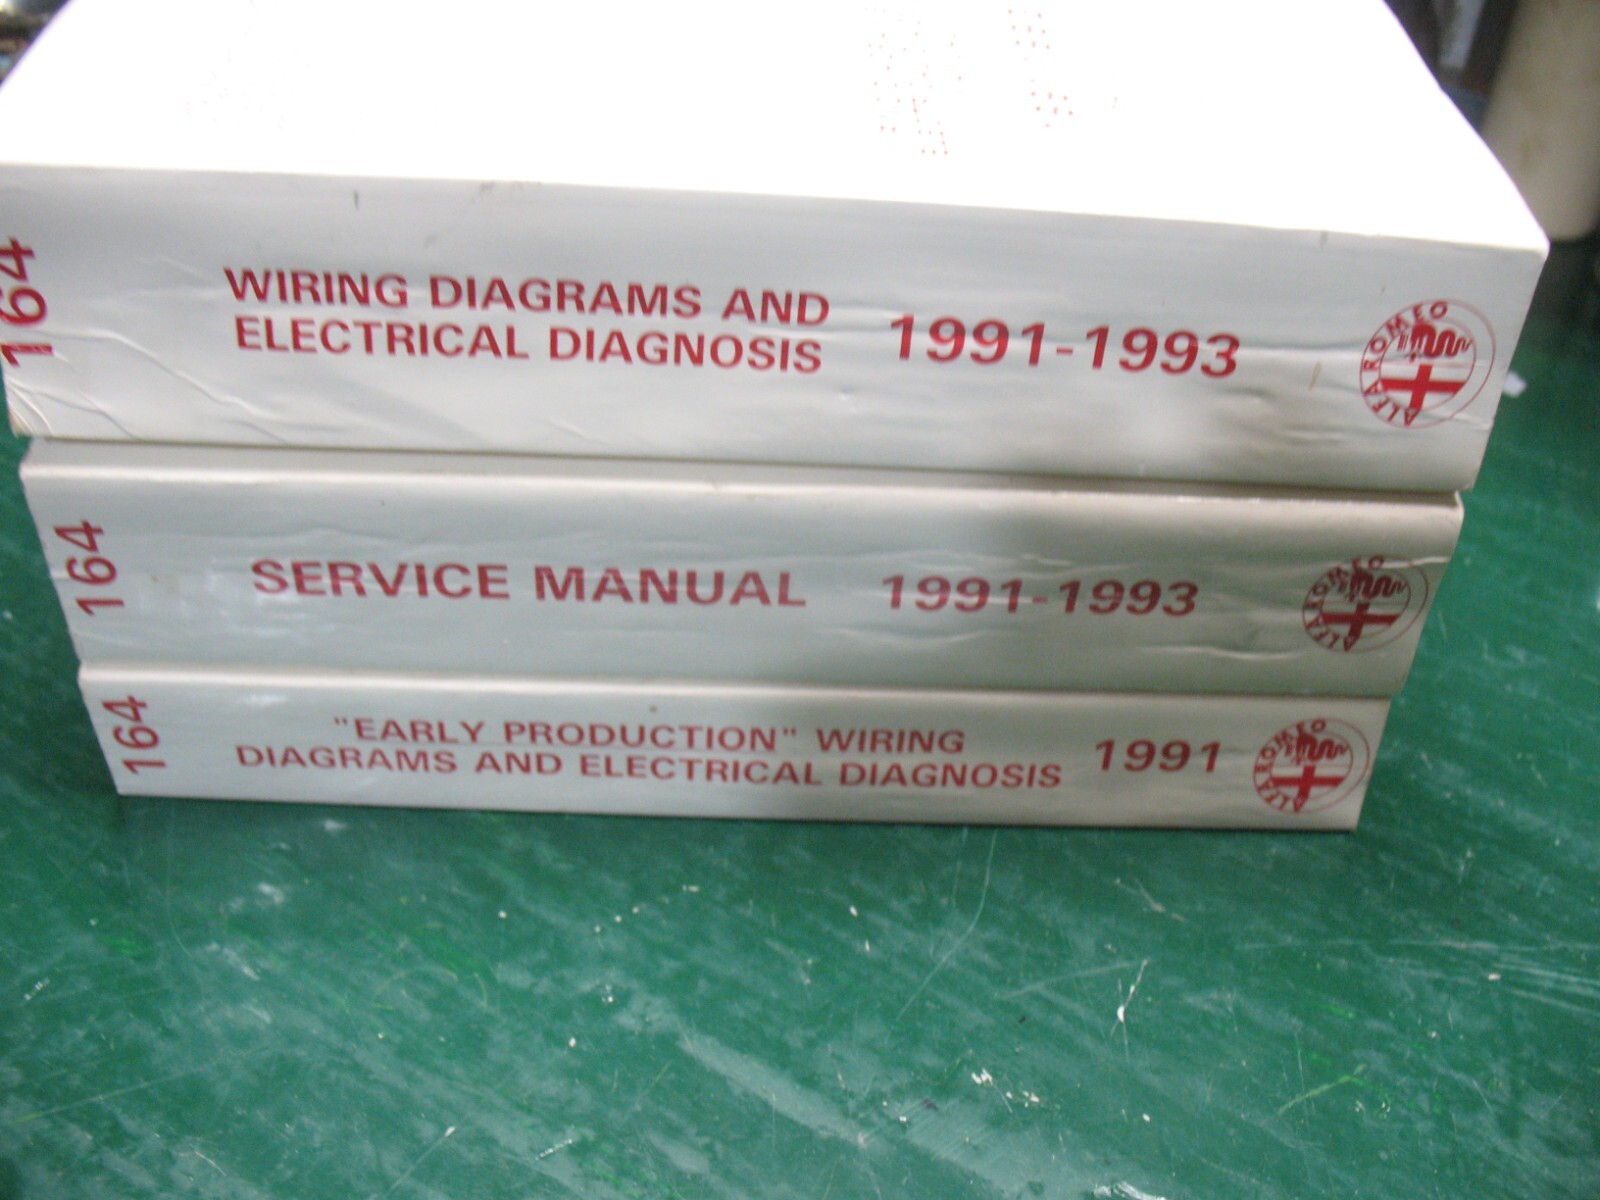 164
WIRING DIAGRAMS AND
ELECTRICAL DIAGNOSIS
1991-1993
ALFA ROMEO
164
SERVICE MANUAL
1991-1993
ALFA ROMEO
164
"EARLY PRODUCTION" WIRING
DIAGRAMS AND ELECTRICAL DIAGNOSIS
1991
ALFA ROMEO